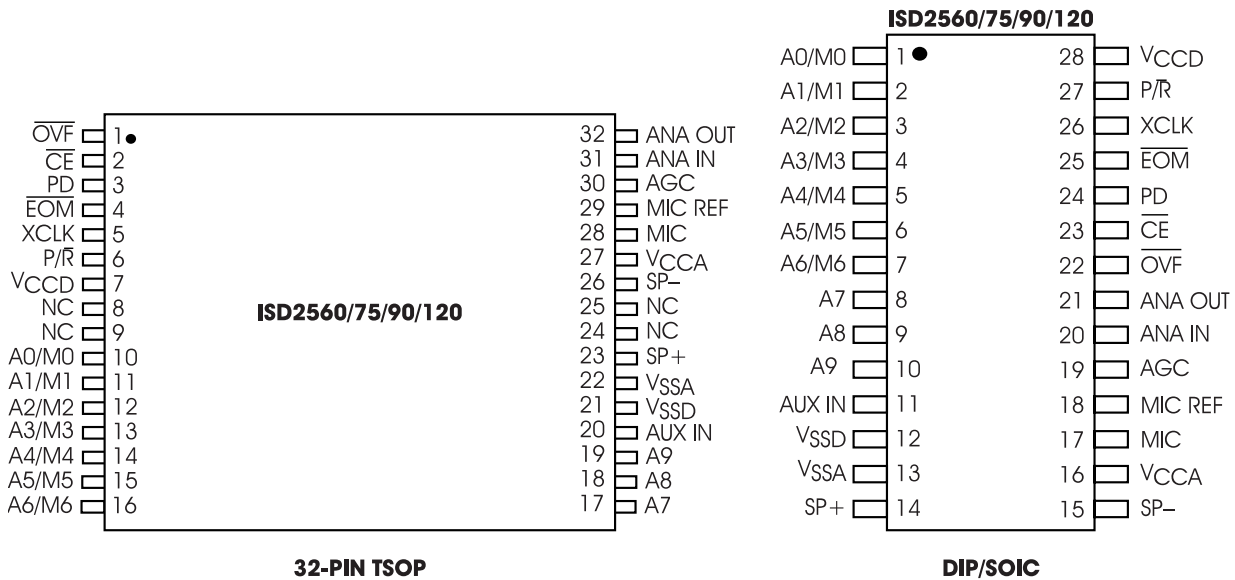 ISD2560/75/90/120
OVF 1 32 ANA OUT
CE 2 31 ANA IN
PD 3 30 AGC
EOM 4 29 MIC REF
XCLK 5 28 MIC
P/R̅ 6 27 VCCA
VCCD 7 26 SP–
NC 8 25 NC
NC 9 24 NC
A0/M0 10 23 SP+
A1/M1 11 22 VSSA
A2/M2 12 21 VSSD
A3/M3 13 20 AUX IN
A4/M4 14 19 A9
A5/M5 15 18 A8
A6/M6 16 17 A7
32-PIN TSOP
ISD2560/75/90/120
A0/M0 1 28 VCCD
A1/M1 2 27 P/R̅
A2/M2 3 26 XCLK
A3/M3 4 25 EOM
A4/M4 5 24 PD
A5/M5 6 23 CE
A6/M6 7 22 OVF
A7 8 21 ANA OUT
A8 9 20 ANA IN
A9 10 19 AGC
AUX IN 11 18 MIC REF
VSSD 12 17 MIC
VSSA 13 16 VCCA
SP+ 14 15 SP–
DIP/SOIC